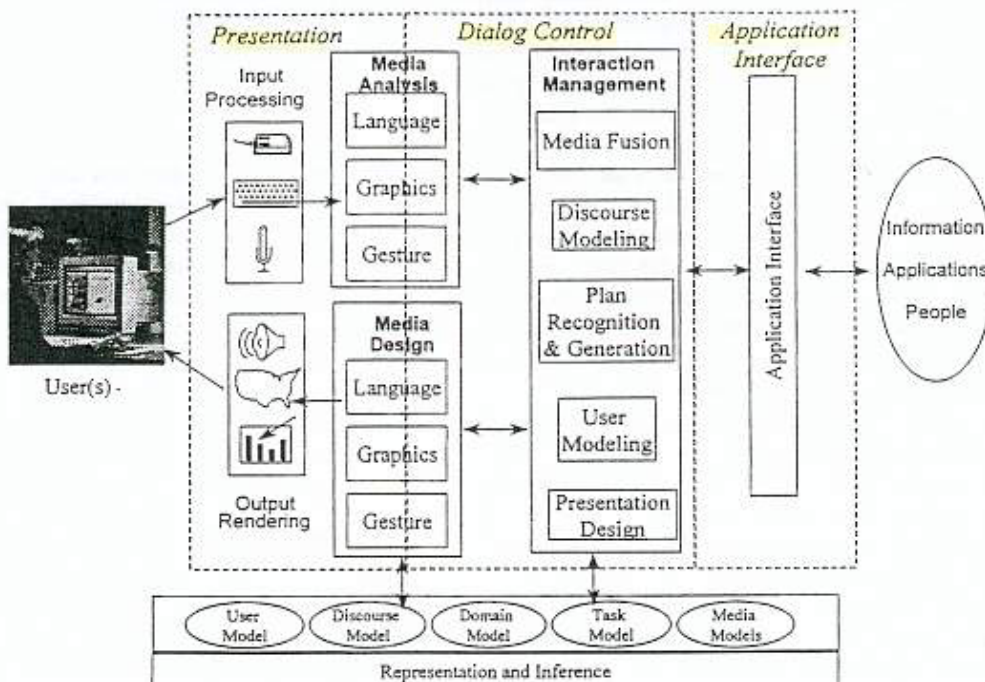 Presentation
Dialog Control
Application
Interface
Input
Processing
Media
Analysis
Language
Graphics
Gesture
Interaction
Management
Media Fusion
Discourse
Modeling
Plan
Recognition
& Generation
User
Modeling
Presentation
Design
Application Interface
Information
Applications
People
User(s) -
Media
Design
Language
Graphics
Gesture
Output
Rendering
User
Model
Discourse
Model
Domain
Model
Task
Model
Media
Models
Representation and Inference